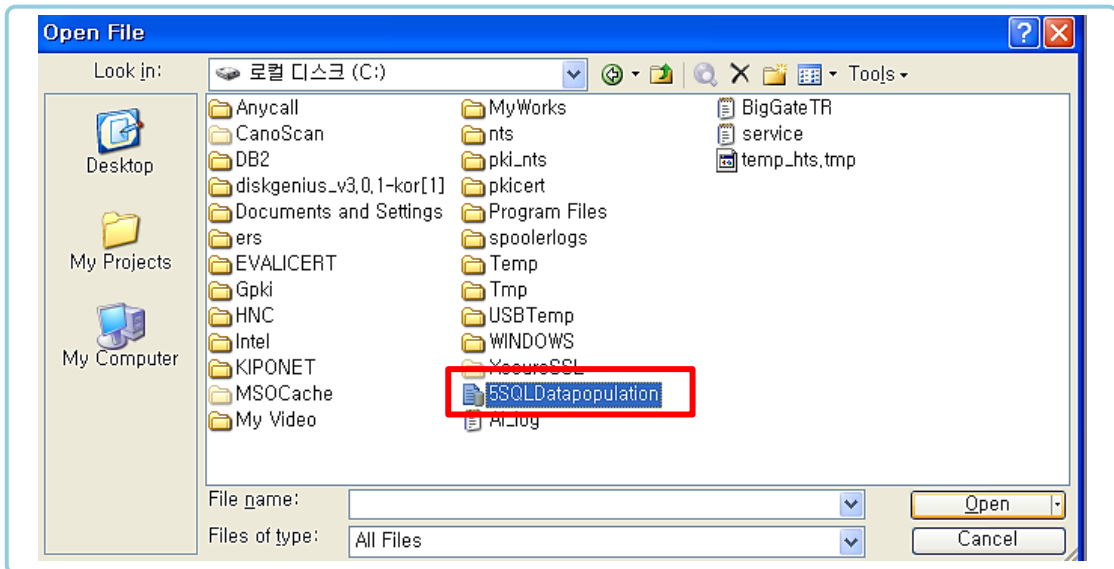 Open File
Look in:
로컬 디스크 (C:)
Tools
Desktop
My Projects
My Computer
Anycall
CanoScan
DB2
diskgenius_v3,0,1-kor[1]
Documents and Settings
ers
EVALICERT
Gpki
HNC
Intel
KIPONET
MSOCache
My Video
MyWorks
nts
pki_nts
pkicert
Program Files
spoolerlogs
Temp
Tmp
USBTemp
WINDOWS
XecureSSL
5SQLDatapopulation
AI_log
BigGateTR
service
temp_hts,tmp
File name:
Open
Files of type:
All Files
Cancel